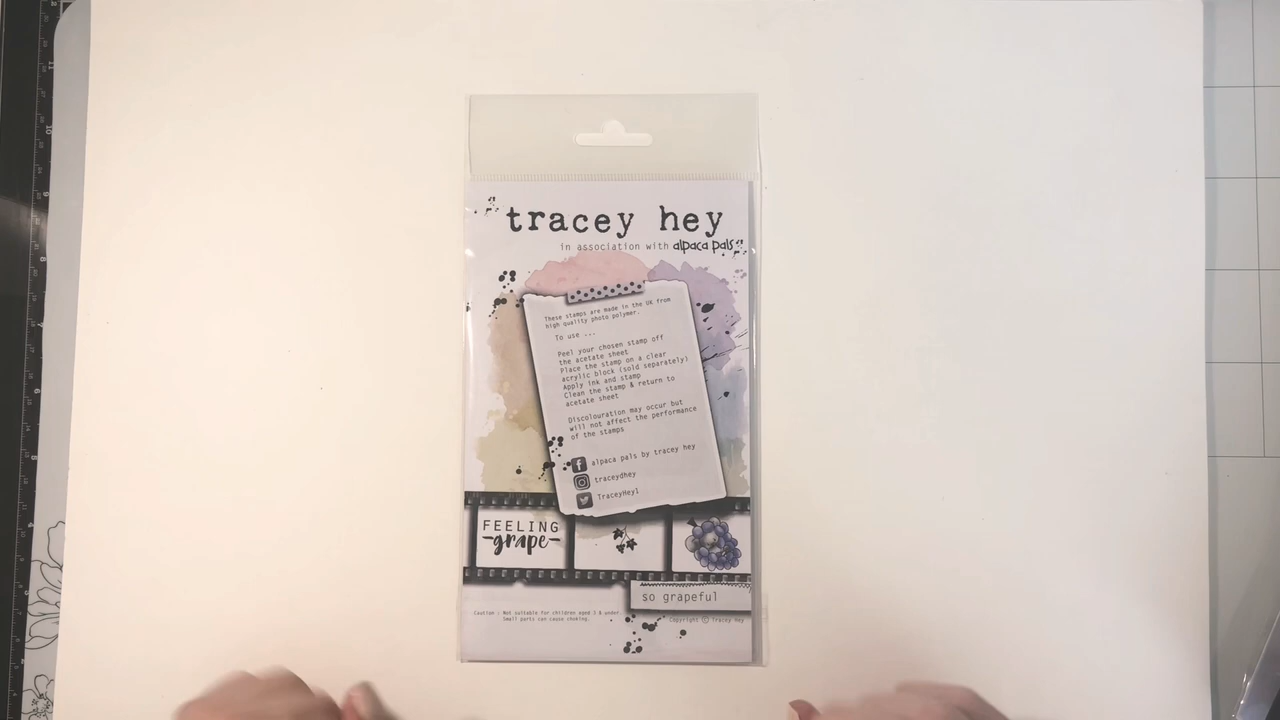 tracey hey
in association with alpaca pals
These stamps are made in the UK from
high quality photo polymer.
To use ...
Peel your chosen stamp off
the acetate sheet
Place the stamp on a clear
acrylic block (sold separately)
Apply ink and stamp
Clean the stamp & return to
acetate sheet
Discolouration may occur but
will not affect the performance
of the stamps
alpaca pals by tracey hey
traceydhey
TraceyHey1
FEELING
grape
so grapeful
Caution : Not suitable for children aged 3 & under.
Small parts can cause choking.
Copyright © Tracey Hey